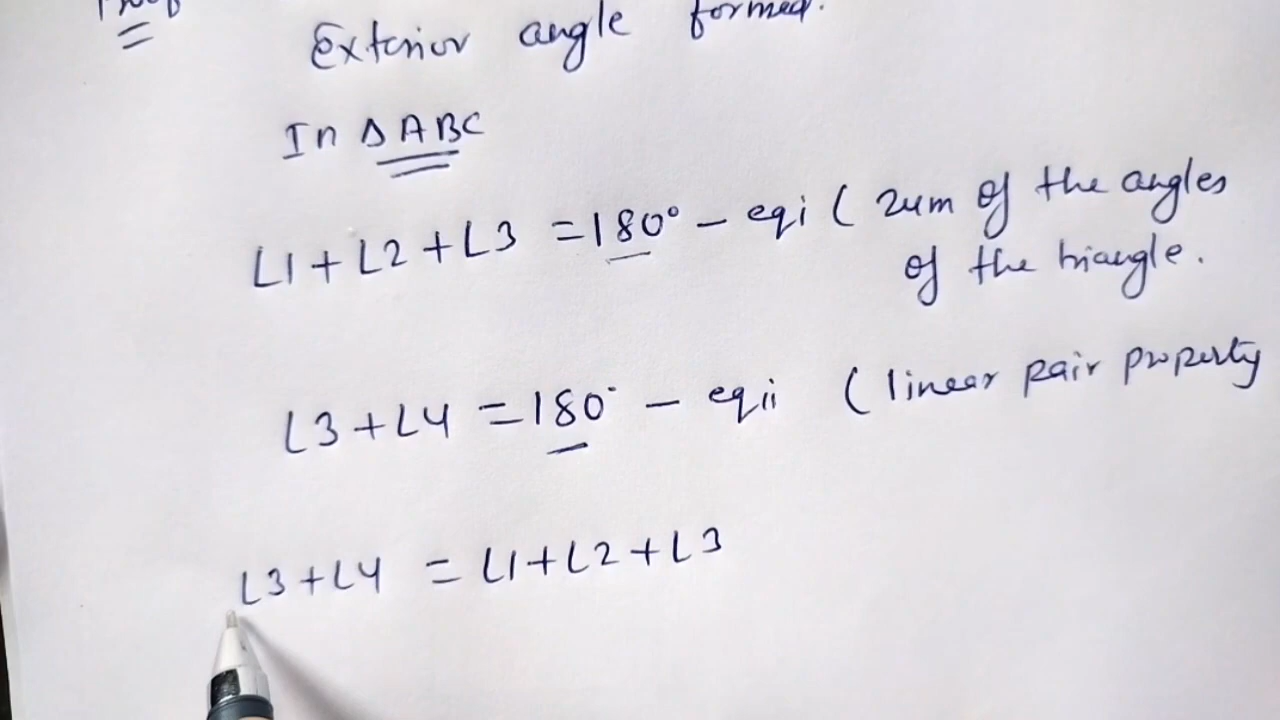 Proof
Exterior angle formed.
In ΔABC
∠1+∠2+∠3 =180° – eqi ( sum of the angles
of the triangle.
∠3+∠4 =180° – eqii ( linear pair property
∠3+∠4 = ∠1+∠2+∠3